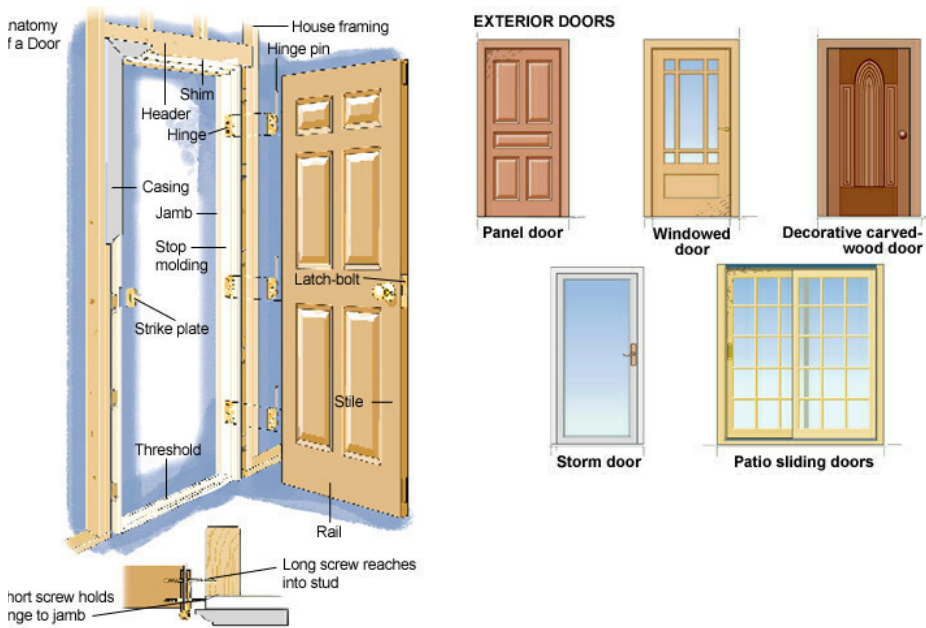 natomy
f a Door
House framing
Hinge pin
Shim
Header
Hinge
Casing
Jamb
Stop
molding
Latch-bolt
Strike plate
Stile
Threshold
Rail
Long screw reaches
into stud
hort screw holds
nge to jamb
EXTERIOR DOORS
Panel door
Windowed
door
Decorative carved-
wood door
Storm door
Patio sliding doors